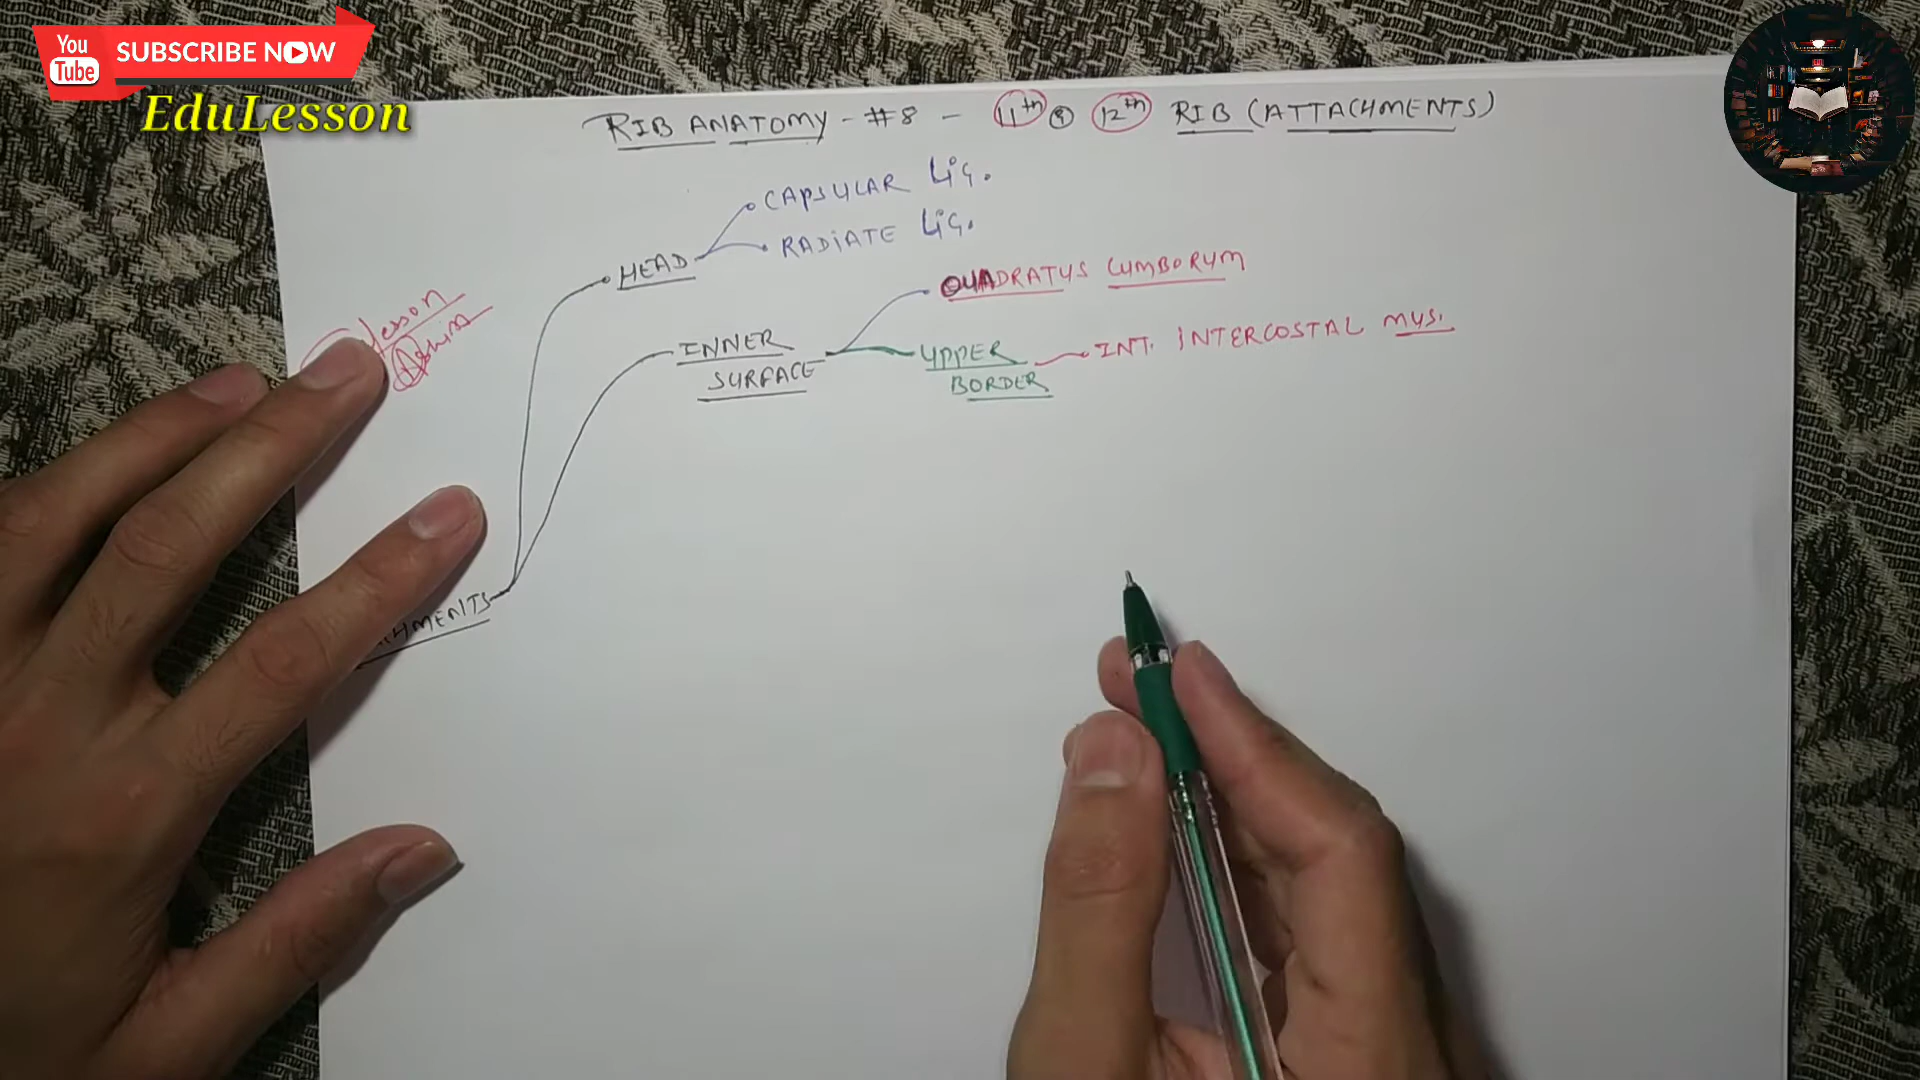 You
Tube
SUBSCRIBE NOW
EduLesson
RIB ANATOMY - #8 - 11th & 12th RIB (ATTACHMENTS)
CAPSULAR Lig.
RADIATE Lig.
HEAD
QUADRATUS LUMBORUM
INNER
SURFACE
UPPER
BORDER
INT. INTERCOSTAL MUS.